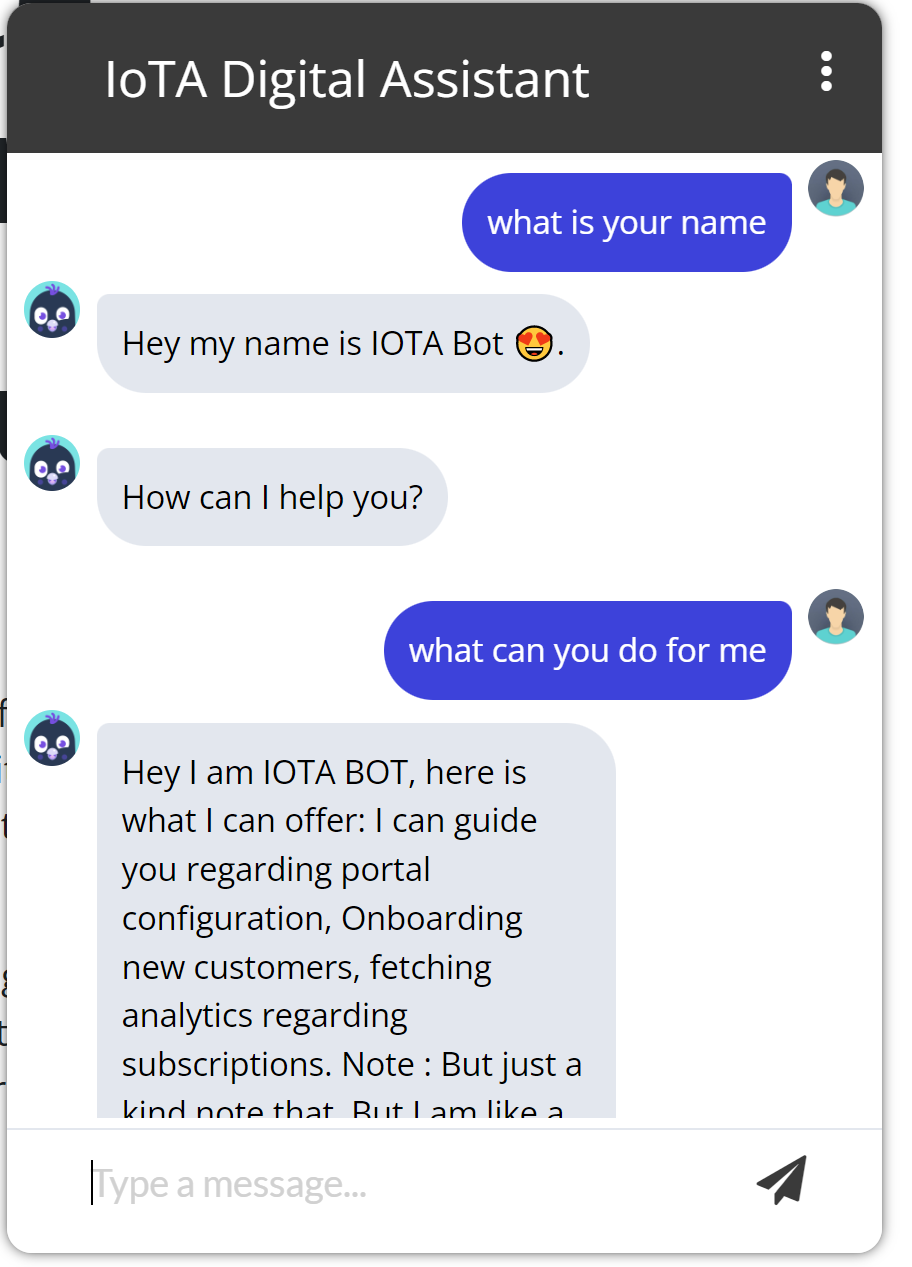 IoTA Digital Assistant
what is your name
Hey my name is IOTA Bot 😍.
How can I help you?
what can you do for me
Hey I am IOTA BOT, here is
what I can offer: I can guide
you regarding portal
configuration, Onboarding
new customers, fetching
analytics regarding
subscriptions. Note : But just a
kind note that, But I am like a
Type a message...